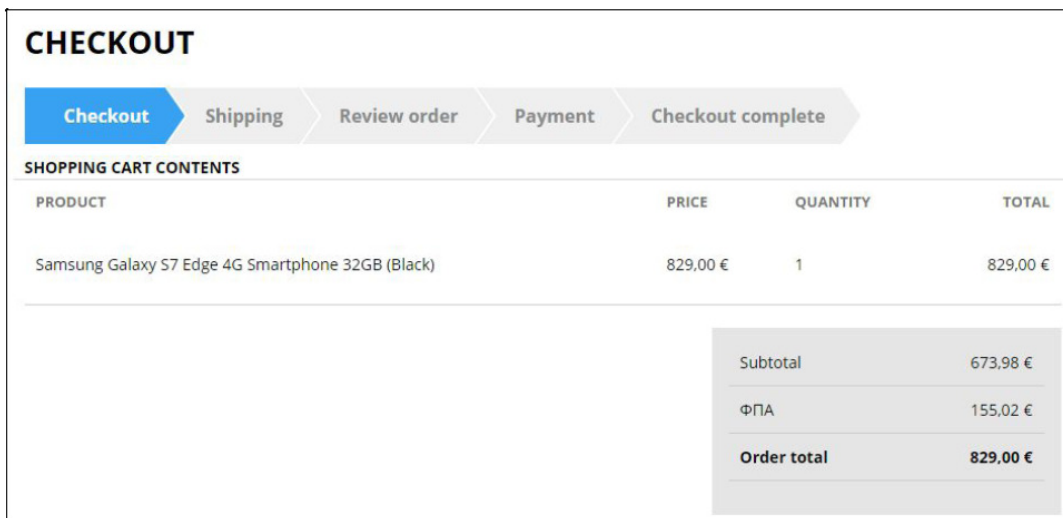 CHECKOUT
Checkout Shipping Review order Payment Checkout complete
SHOPPING CART CONTENTS
PRODUCT PRICE QUANTITY TOTAL
Samsung Galaxy S7 Edge 4G Smartphone 32GB (Black) 829,00 € 1 829,00 €
Subtotal 673,98 €
ΦΠΑ 155,02 €
Order total 829,00 €